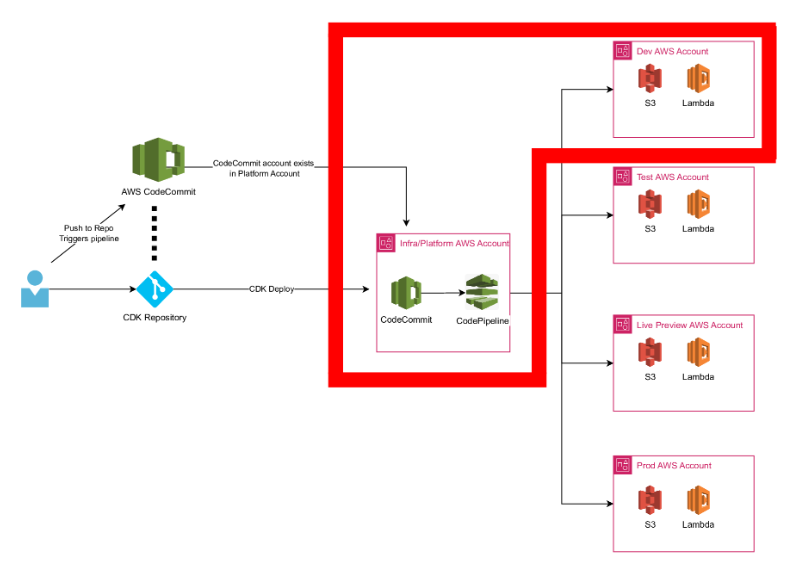 Dev AWS Account
S3
Lambda
CodeCommit account exists
in Platform Account
AWS CodeCommit
Test AWS Account
S3
Lambda
Push to Repo
Triggers pipeline
Infra/Platform AWS Account
CDK Deploy
CodeCommit
CodePipeline
CDK Repository
Live Preview AWS Account
S3
Lambda
Prod AWS Account
S3
Lambda